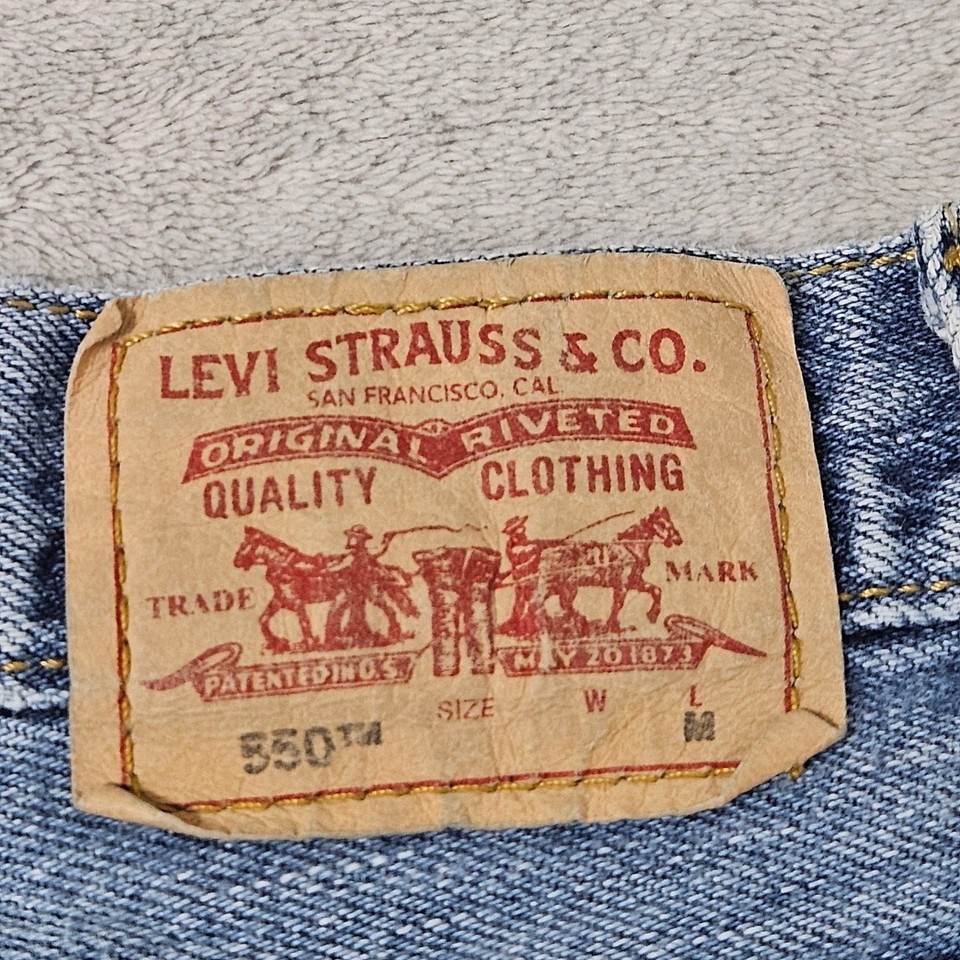 LEVI STRAUSS & CO.
SAN FRANCISCO, CAL.
ORIGINAL RIVETED
QUALITY CLOTHING
TRADE MARK
PATENTED IN U.S. MAY 20 1873
SIZE W L
550™ M